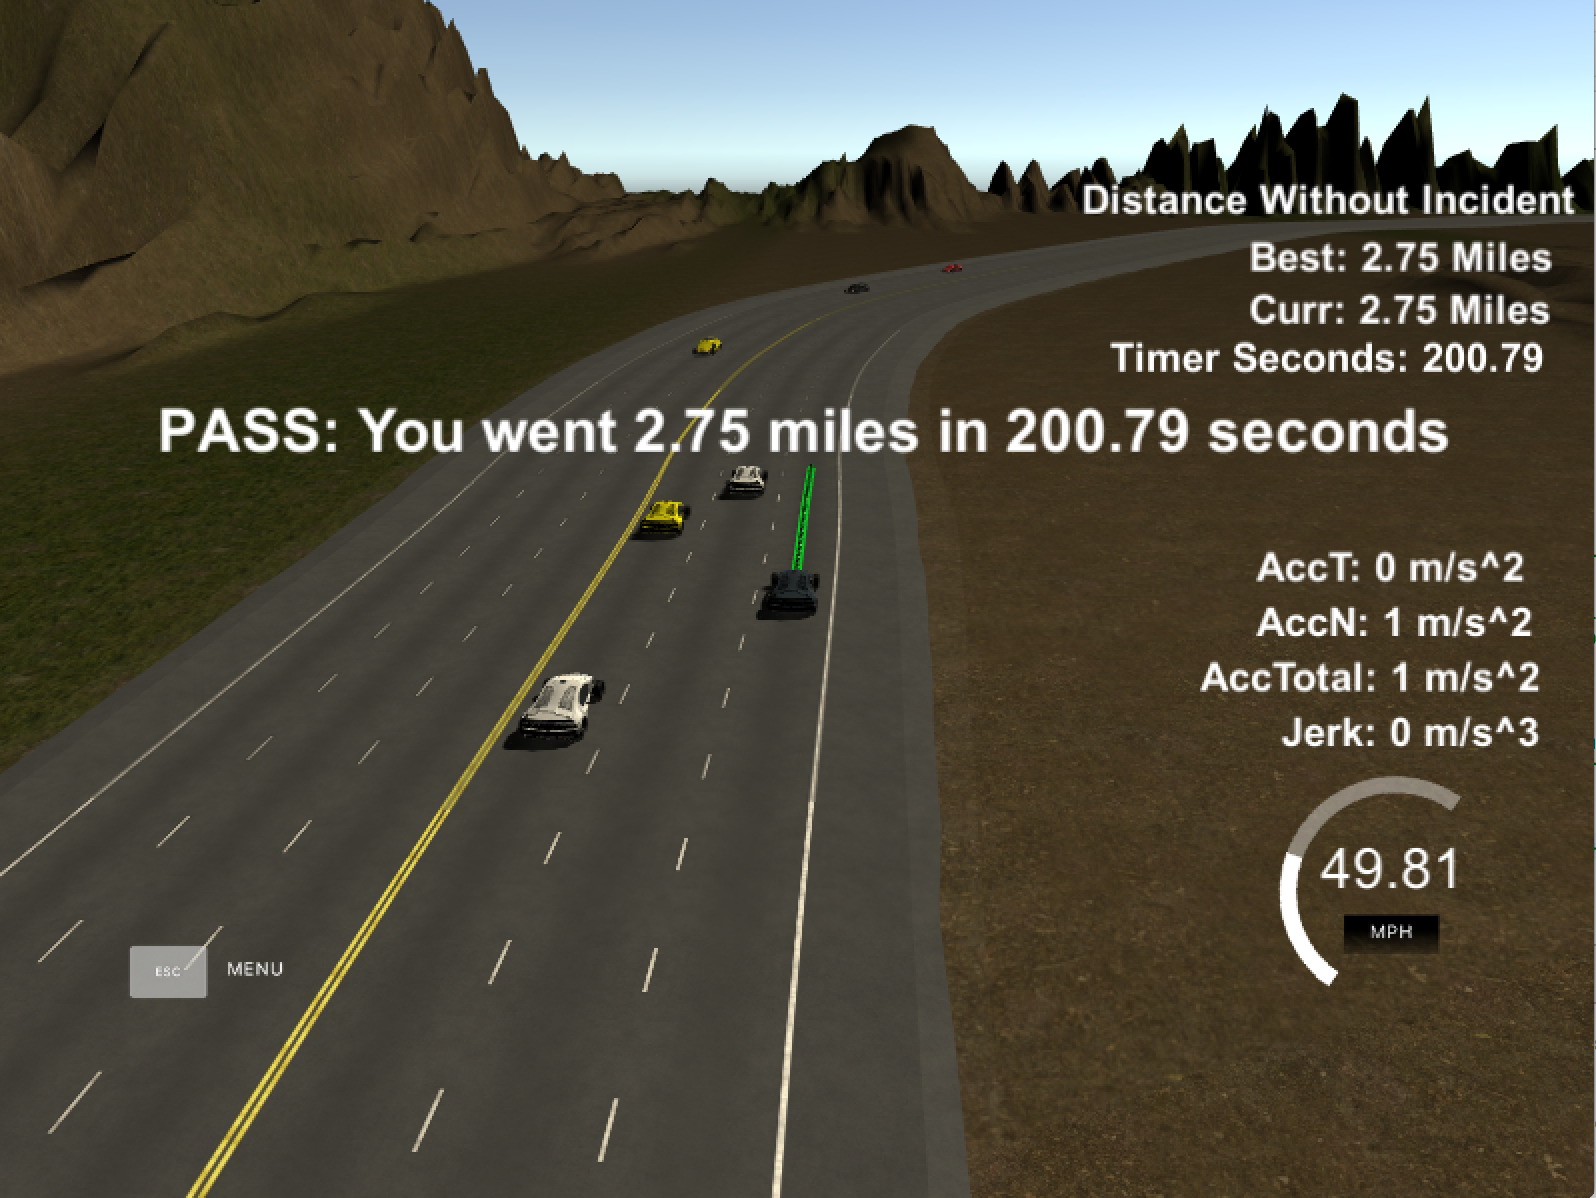 Distance Without Incident
Best: 2.75 Miles
Curr: 2.75 Miles
Timer Seconds: 200.79
PASS: You went 2.75 miles in 200.79 seconds
AccT: 0 m/s^2
AccN: 1 m/s^2
AccTotal: 1 m/s^2
Jerk: 0 m/s^3
49.81
MPH
ESC MENU